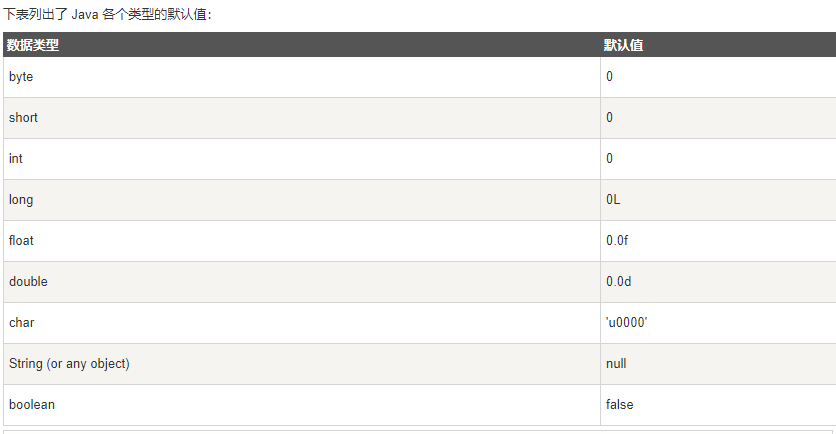 下表列出了 Java 各个类型的默认值：
数据类型 默认值
byte 0
short 0
int 0
long 0L
float 0.0f
double 0.0d
char 'u0000'
String (or any object) null
boolean false